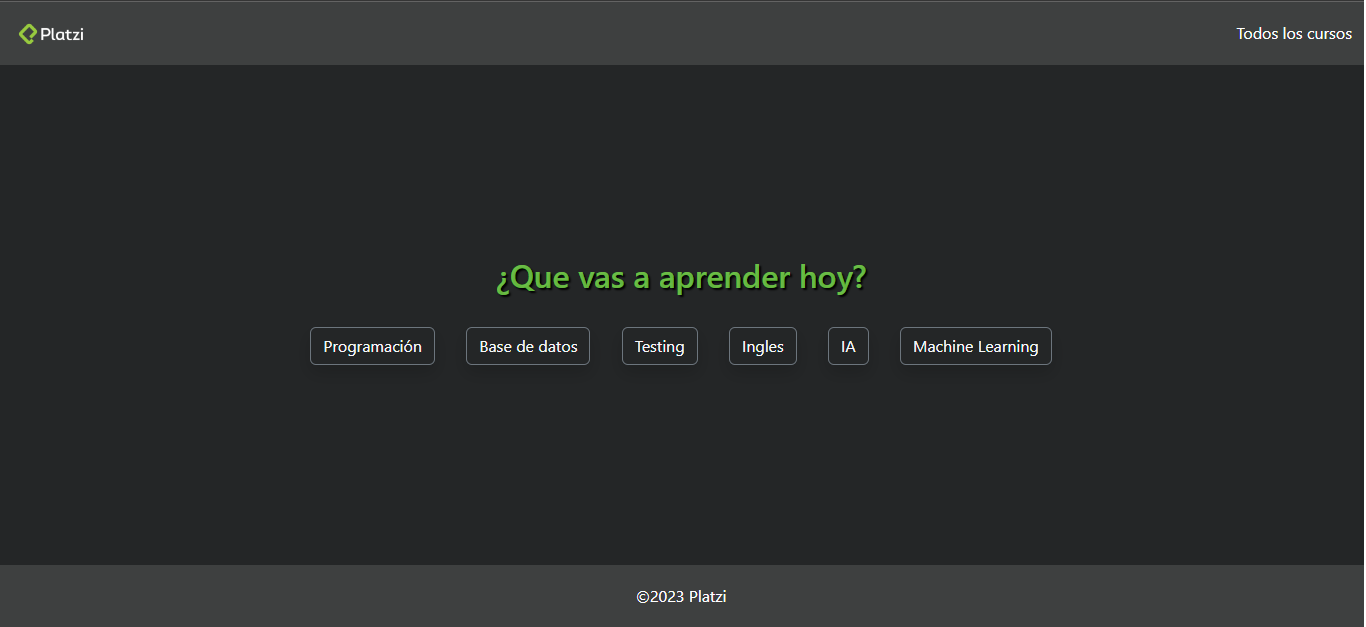 Platzi
Todos los cursos
¿Que vas a aprender hoy?
Programación
Base de datos
Testing
Ingles
IA
Machine Learning
©2023 Platzi